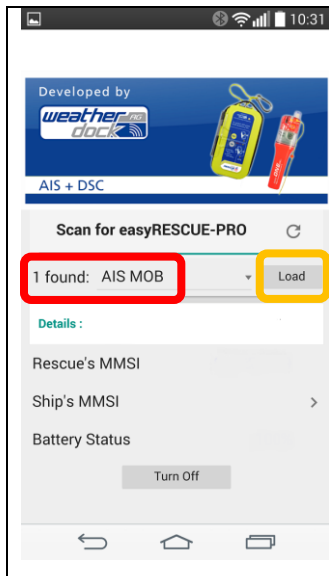 10:31
Developed by
weather AG
dock
AIS + DSC
Scan for easyRESCUE-PRO
1 found: AIS MOB
Load
Details :
Rescue's MMSI
Ship's MMSI
Battery Status
Turn Off